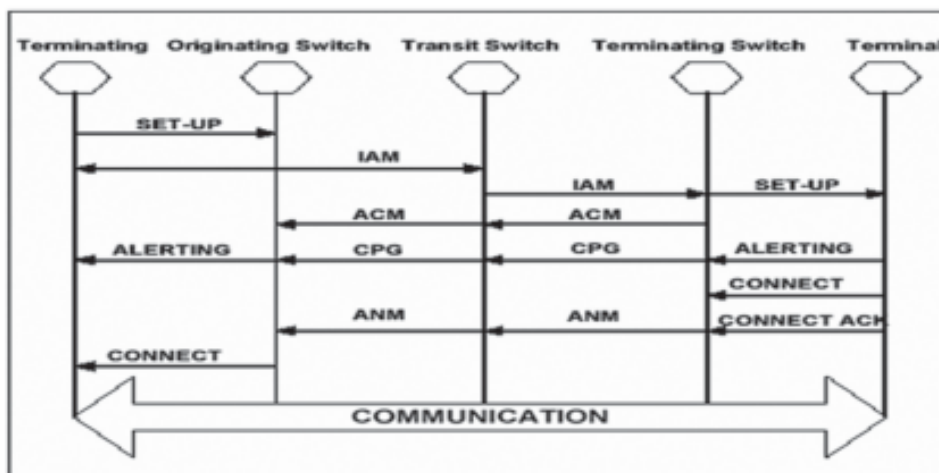 Terminating Originating Switch Transit Switch Terminating Switch Terminal
SET-UP
IAM
IAM SET-UP
ACM ACM
ALERTING CPG CPG ALERTING
CONNECT
ANM ANM CONNECT ACK
CONNECT
COMMUNICATION